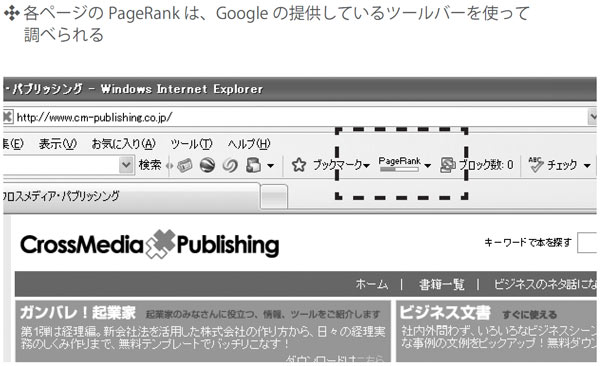 各ページの PageRank は、Google の提供しているツールバーを使って
調べられる
・パブリッシング - Windows Internet Explorer
http://www.cm-publishing.co.jp/
集(E) 表示(V) お気に入り(A) ツール(T) ヘルプ(H)
検索 ブックマーク PageRank ブロック数: 0 ABC チェック
クロスメディア・パブリッシング
CrossMedia Publishing
キーワードで本を探す
ホーム | 書籍一覧 | ビジネスのネタ話にな
ガンバレ!起業家 起業家のみなさんに役立つ、情報、ツールをご紹介します
第1弾は経理編。新会社法を活用した株式会社の作り方から、日々の経理実
務のしくみ作りまで、無料テンプレートでバッチリこなす!
ダウンロードはこちら
ビジネス文書 すぐに使える
社内外問わず、いろいろなビジネスシーン
な事例の文例をピックアップ!無料ダウン